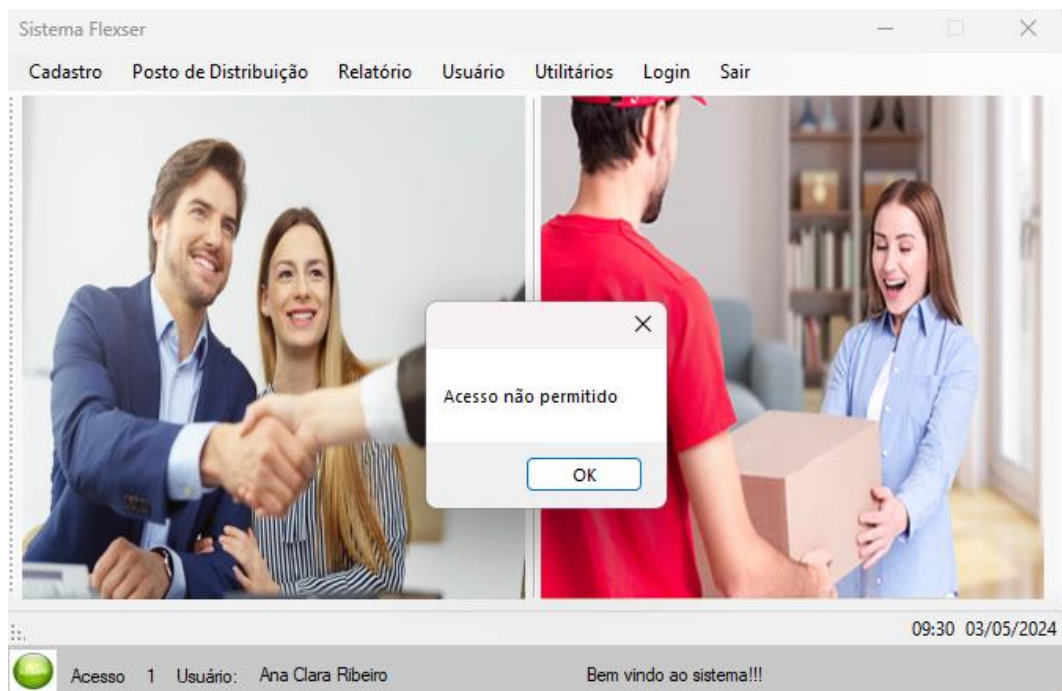 Sistema Flexser
Cadastro Posto de Distribuição Relatório Usuário Utilitários Login Sair
Acesso não permitido
OK
09:30 03/05/2024
Acesso 1 Usuário: Ana Clara Ribeiro Bem vindo ao sistema!!!